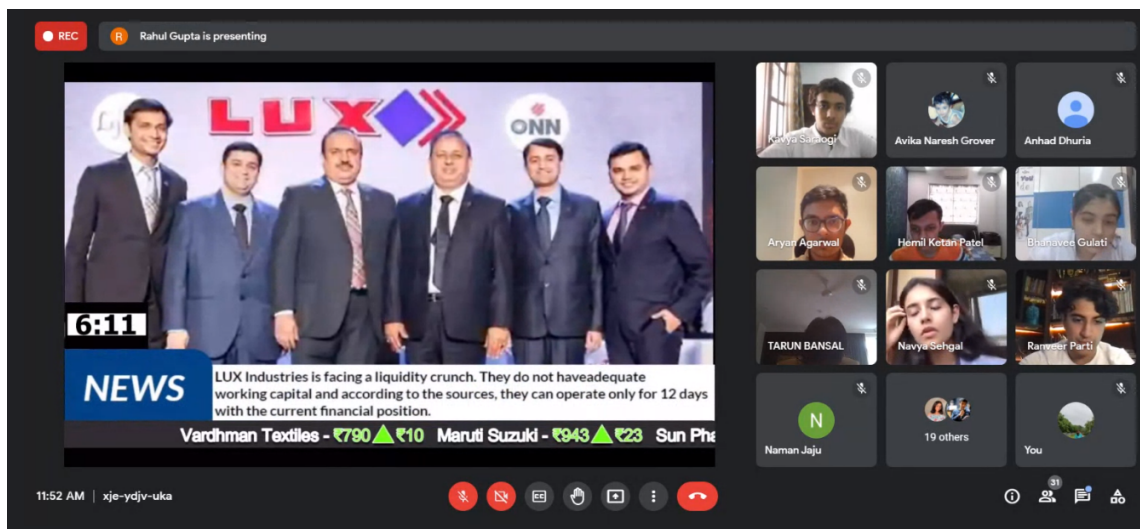 REC
R
Rahul Gupta is presenting
LUX
ONN
6:11
NEWS
LUX Industries is facing a liquidity crunch. They do not haveadequate
working capital and according to the sources, they can operate only for 12 days
with the current financial position.
Vardhman Textiles - ₹790 ₹10 Maruti Suzuki - ₹943 ₹23 Sun Pha
Kavya Saraogi
Avika Naresh Grover
Anhad Dhuria
Aryan Agarwal
Hemil Ketan Patel
Bhanavee Gulati
TARUN BANSAL
Navya Sehgal
Ranveer Parti
N
Naman Jaju
19 others
You
11:52 AM | xje-ydjv-uka
CC
31